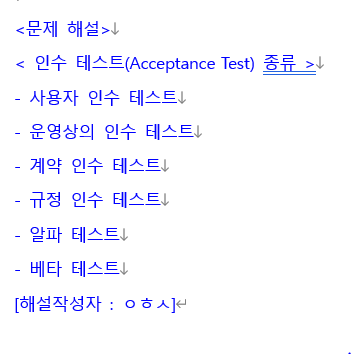 <문제 해설>↓
< 인수 테스트(Acceptance Test) 종류 >↓
- 사용자 인수 테스트↓
- 운영상의 인수 테스트↓
- 계약 인수 테스트↓
- 규정 인수 테스트↓
- 알파 테스트↓
- 베타 테스트↓
[해설작성자 : ㅇㅎㅅ]↵